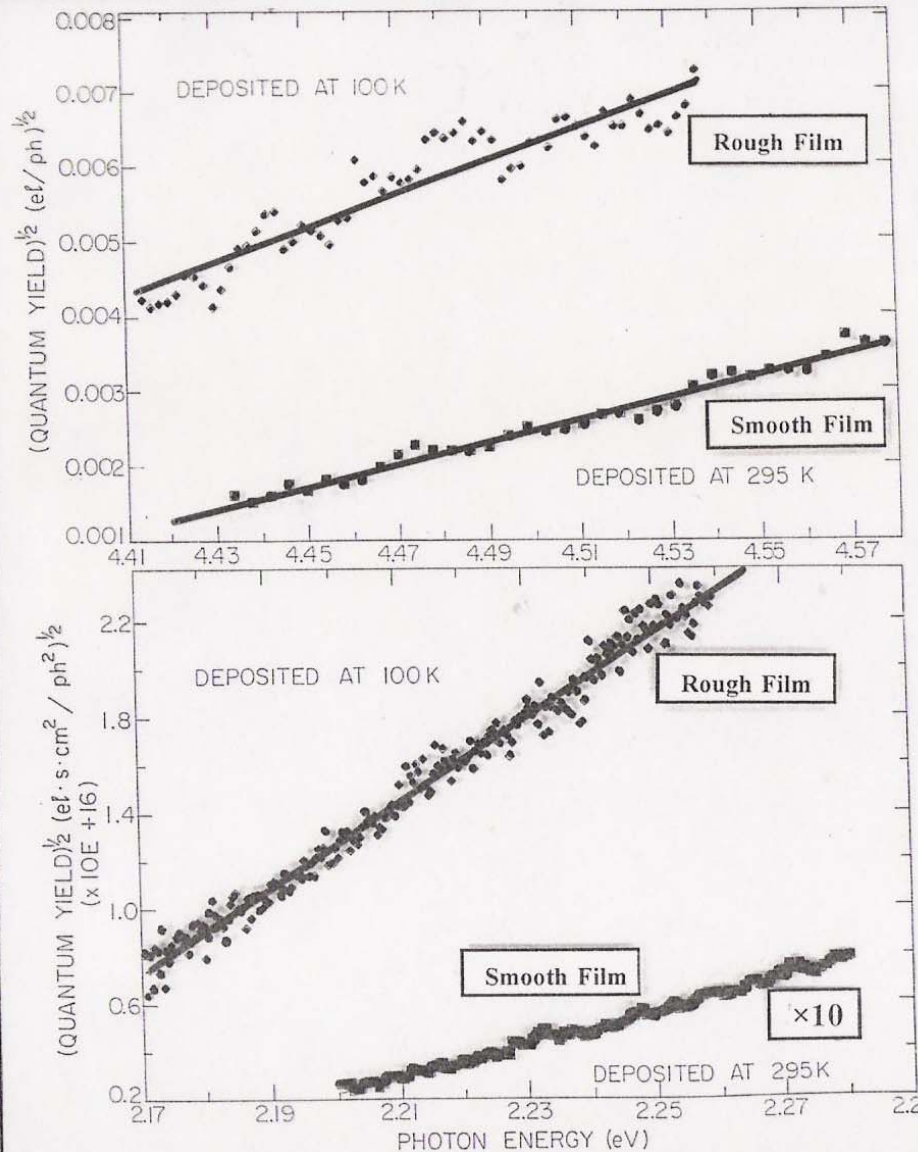 0.008
0.007
0.006
0.005
0.004
0.003
0.002
0.001
(QUANTUM YIELD)½ (el/ph)½
DEPOSITED AT 100K
Rough Film
Smooth Film
DEPOSITED AT 295 K
4.41 4.43 4.45 4.47 4.49 4.51 4.53 4.55 4.57
2.2
1.8
1.4
1.0
0.6
0.2
(QUANTUM YIELD)½ (el·s·cm²/ph²)½
(x 10E +16)
DEPOSITED AT 100K
Rough Film
Smooth Film
×10
DEPOSITED AT 295K
2.17 2.19 2.21 2.23 2.25 2.27 2.2
PHOTON ENERGY (eV)